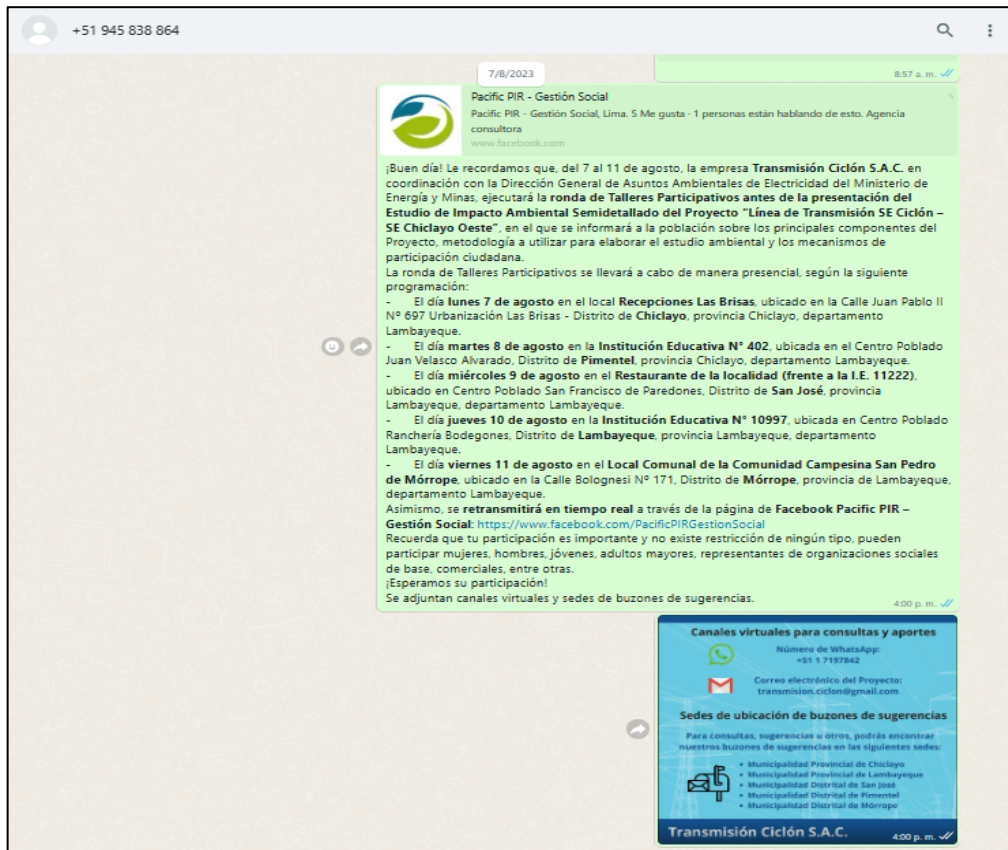 +51 945 838 864
8:57 a. m.
7/8/2023
Pacific PIR - Gestión Social
Pacific PIR - Gestión Social, Lima. 5 Me gusta · 1 personas están hablando de esto. Agencia
consultora
www.facebook.com
¡Buen día! Le recordamos que, del 7 al 11 de agosto, la empresa Transmisión Ciclón S.A.C. en
coordinación con la Dirección General de Asuntos Ambientales de Electricidad del Ministerio de
Energía y Minas, ejecutará la ronda de Talleres Participativos antes de la presentación del
Estudio de Impacto Ambiental Semidetallado del Proyecto "Línea de Transmisión SE Ciclón –
SE Chiclayo Oeste", en el que se informará a la población sobre los principales componentes del
Proyecto, metodología a utilizar para elaborar el estudio ambiental y los mecanismos de
participación ciudadana.
La ronda de Talleres Participativos se llevará a cabo de manera presencial, según la siguiente
programación:
- El día lunes 7 de agosto en el local Recepciones Las Brisas, ubicado en la Calle Juan Pablo II
Nº 697 Urbanización Las Brisas - Distrito de Chiclayo, provincia Chiclayo, departamento
Lambayeque.
- El día martes 8 de agosto en la Institución Educativa N° 402, ubicada en el Centro Poblado
Juan Velasco Alvarado, Distrito de Pimentel, provincia Chiclayo, departamento Lambayeque.
- El día miércoles 9 de agosto en el Restaurante de la localidad (frente a la I.E. 11222),
ubicado en Centro Poblado San Francisco de Paredones, Distrito de San José, provincia
Lambayeque, departamento Lambayeque.
- El día jueves 10 de agosto en la Institución Educativa N° 10997, ubicada en Centro Poblado
Ranchería Bodegones, Distrito de Lambayeque, provincia Lambayeque, departamento
Lambayeque.
- El día viernes 11 de agosto en el Local Comunal de la Comunidad Campesina San Pedro
de Mórrope, ubicado en la Calle Bolognesi Nº 171, Distrito de Mórrope, provincia de Lambayeque,
departamento Lambayeque.
Asimismo, se retransmitirá en tiempo real a través de la página de Facebook Pacific PIR –
Gestión Social: https://www.facebook.com/PacificPIRGestionSocial
Recuerda que tu participación es importante y no existe restricción de ningún tipo, pueden
participar mujeres, hombres, jóvenes, adultos mayores, representantes de organizaciones sociales
de base, comerciales, entre otras.
¡Esperamos su participación!
Se adjuntan canales virtuales y sedes de buzones de sugerencias.
4:00 p. m.
Canales virtuales para consultas y aportes
Número de WhatsApp:
+51 1 7197842
Correo electrónico del Proyecto:
transmision.ciclon@gmail.com
Sedes de ubicación de buzones de sugerencias
Para consultas, sugerencias u otros, podrás encontrar
nuestros buzones de sugerencias en las siguientes sedes:
• Municipalidad Provincial de Chiclayo
• Municipalidad Provincial de Lambayeque
• Municipalidad Distrital de San José
• Municipalidad Distrital de Pimentel
• Municipalidad Distrital de Mórrope
Transmisión Ciclón S.A.C.
4:00 p. m.